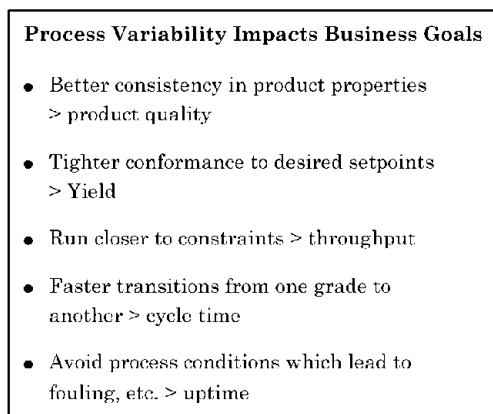 Process Variability Impacts Business Goals
● Better consistency in product properties
> product quality
● Tighter conformance to desired setpoints
> Yield
● Run closer to constraints > throughput
● Faster transitions from one grade to
another > cycle time
● Avoid process conditions which lead to
fouling, etc. > uptime